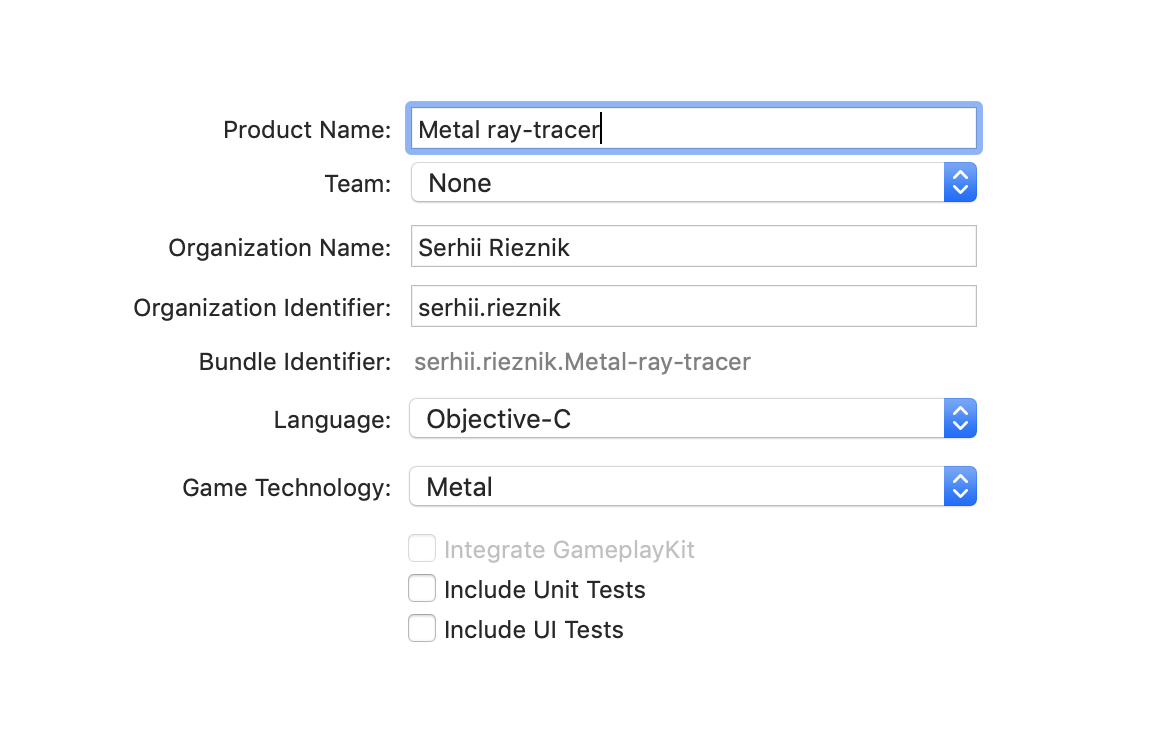 Product Name: Metal ray-tracer
Team: None
Organization Name: Serhii Rieznik
Organization Identifier: serhii.rieznik
Bundle Identifier: serhii.rieznik.Metal-ray-tracer
Language: Objective-C
Game Technology: Metal
Integrate GameplayKit
Include Unit Tests
Include UI Tests